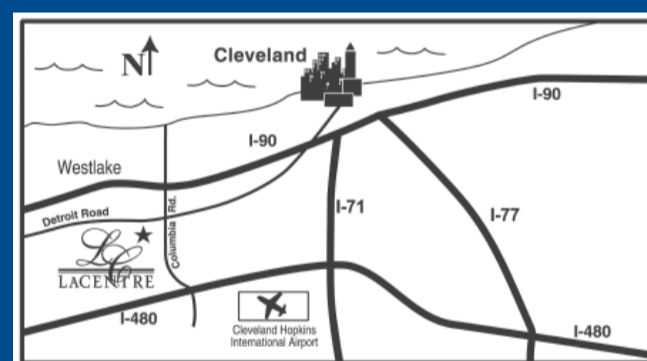 N
Cleveland
I-90
I-90
Westlake
Detroit Road
Columbia Rd.
I-71
I-77
LC
LACENTRE
I-480
Cleveland Hopkins
International Airport
I-480